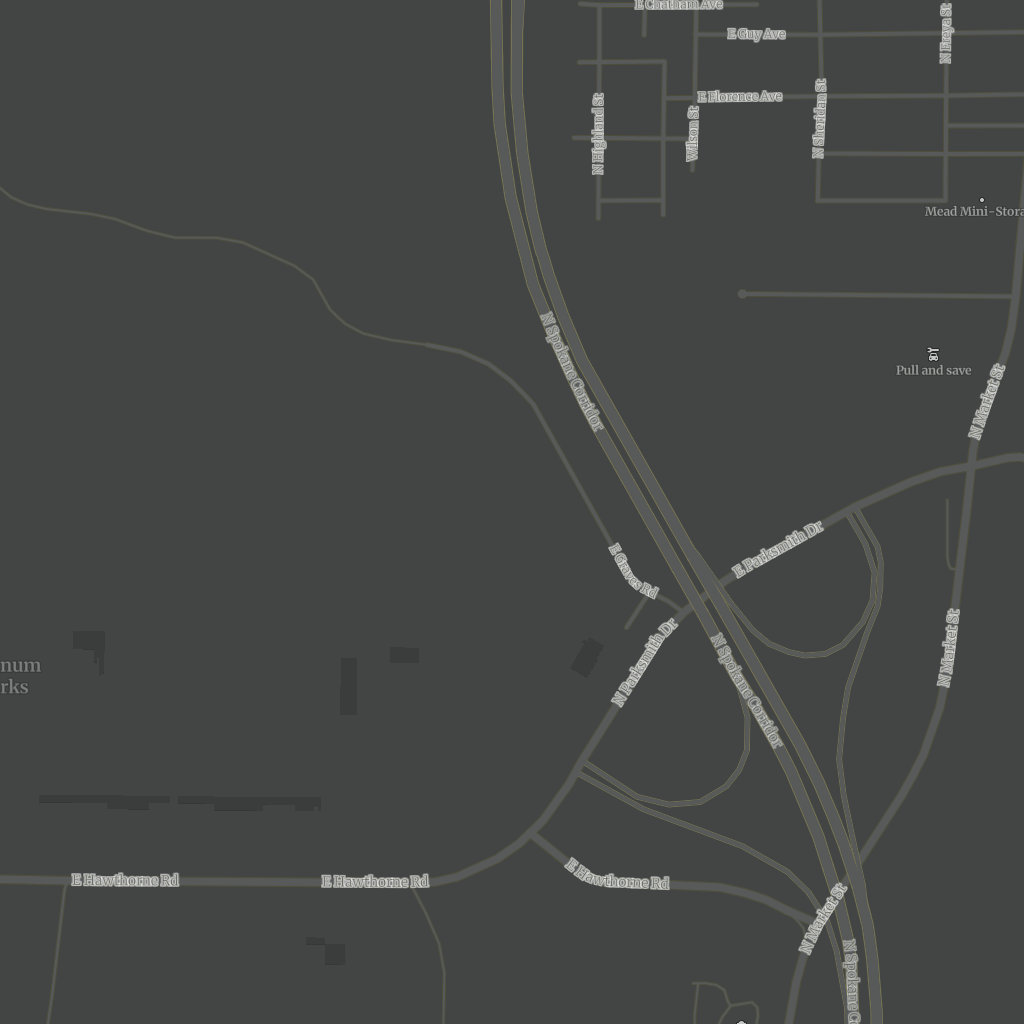 E Chatham Ave
E Guy Ave
N Freya St
E Florence Ave
N Highland St
Wilson St
N Sheridan St
Mead Mini-Stora
N Spokane Corridor
Pull and save
N Market St
E Parksmith Dr
E Graves Rd
N Parksmith Dr
N Market St
num
rks
N Spokane Corridor
E Hawthorne Rd
E Hawthorne Rd
E Hawthorne Rd
N Market St
N Spokane C